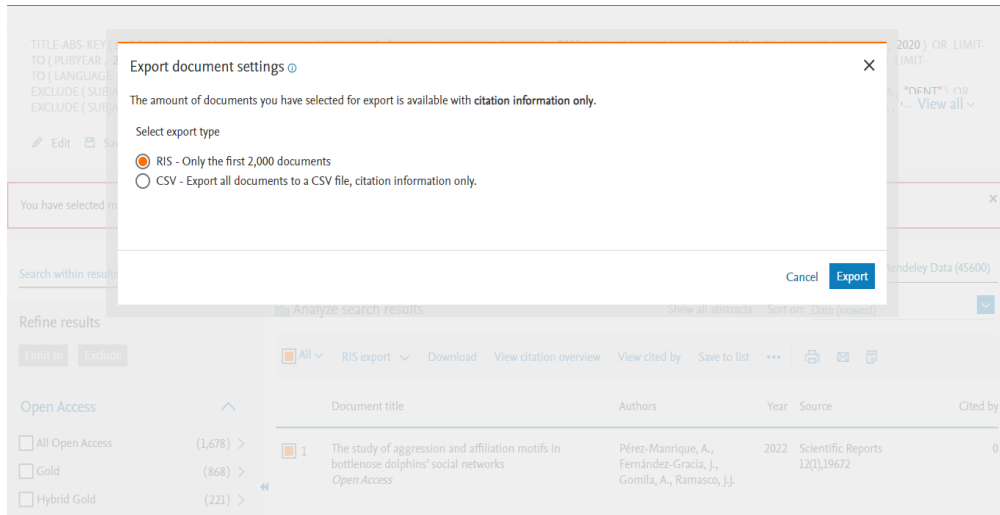 TITLE-ABS-KEY
2020 ) OR LIMIT-
TO ( PUBYEAR ,
LIMIT-
TO ( LANGUAGE
EXCLUDE ( SUBJ
"DENT" ) OR
EXCLUDE ( SUBJ
... View all
Edit
Export document settings
The amount of documents you have selected for export is available with citation information only.
Select export type
RIS - Only the first 2,000 documents
CSV - Export all documents to a CSV file, citation information only.
Cancel Export
You have selected
Search within results
Mendeley Data (45600)
Analyze search results Show all abstracts Sort on: Date (newest)
Refine results
Limit to Exclude
All RIS export Download View citation overview View cited by Save to list
Open Access
Document title Authors Year Source Cited by
All Open Access (1,678)
Gold (868)
Hybrid Gold (221)
1 The study of aggression and affiliation motifs in Pérez-Manrique, A., 2022 Scientific Reports 0
bottlenose dolphins' social networks Fernández-Gracia, J., 12(1),19672
Open Access Gomila, A., Ramasco, J.J.